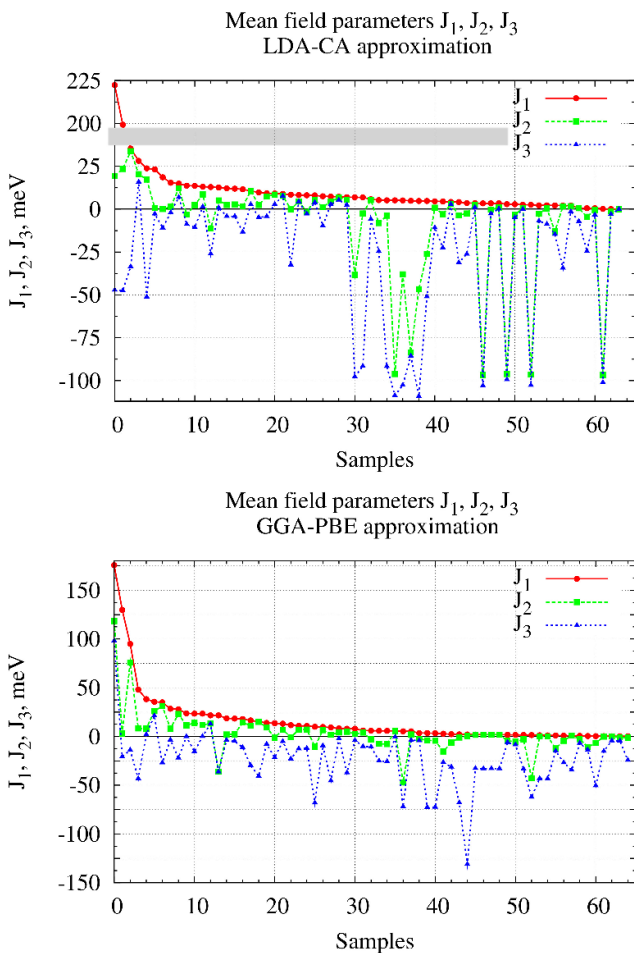 Mean field parameters J1, J2, J3
LDA-CA approximation
J1, J2, J3, meV
225
200
25
0
-25
-50
-75
-100
J1
J2
J3
0 10 20 30 40 50 60
Samples
Mean field parameters J1, J2, J3
GGA-PBE approximation
J1, J2, J3, meV
150
100
50
0
-50
-100
-150
J1
J2
J3
0 10 20 30 40 50 60
Samples